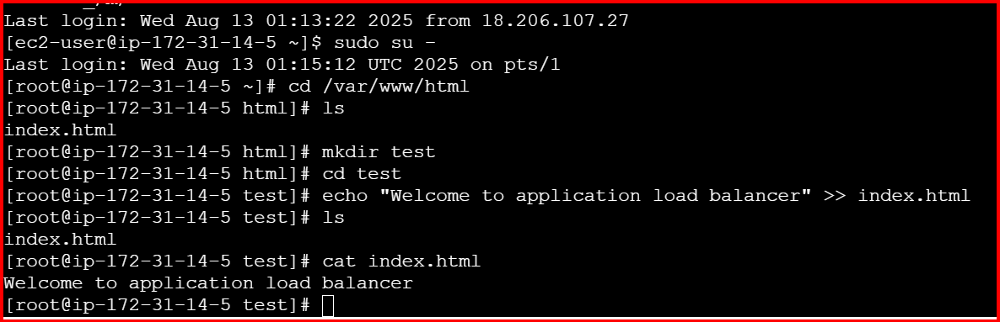 Last login: Wed Aug 13 01:13:22 2025 from 18.206.107.27
[ec2-user@ip-172-31-14-5 ~]$ sudo su -
Last login: Wed Aug 13 01:15:12 UTC 2025 on pts/1
[root@ip-172-31-14-5 ~]# cd /var/www/html
[root@ip-172-31-14-5 html]# ls
index.html
[root@ip-172-31-14-5 html]# mkdir test
[root@ip-172-31-14-5 html]# cd test
[root@ip-172-31-14-5 test]# echo "Welcome to application load balancer" >> index.html
[root@ip-172-31-14-5 test]# ls
index.html
[root@ip-172-31-14-5 test]# cat index.html
Welcome to application load balancer
[root@ip-172-31-14-5 test]#